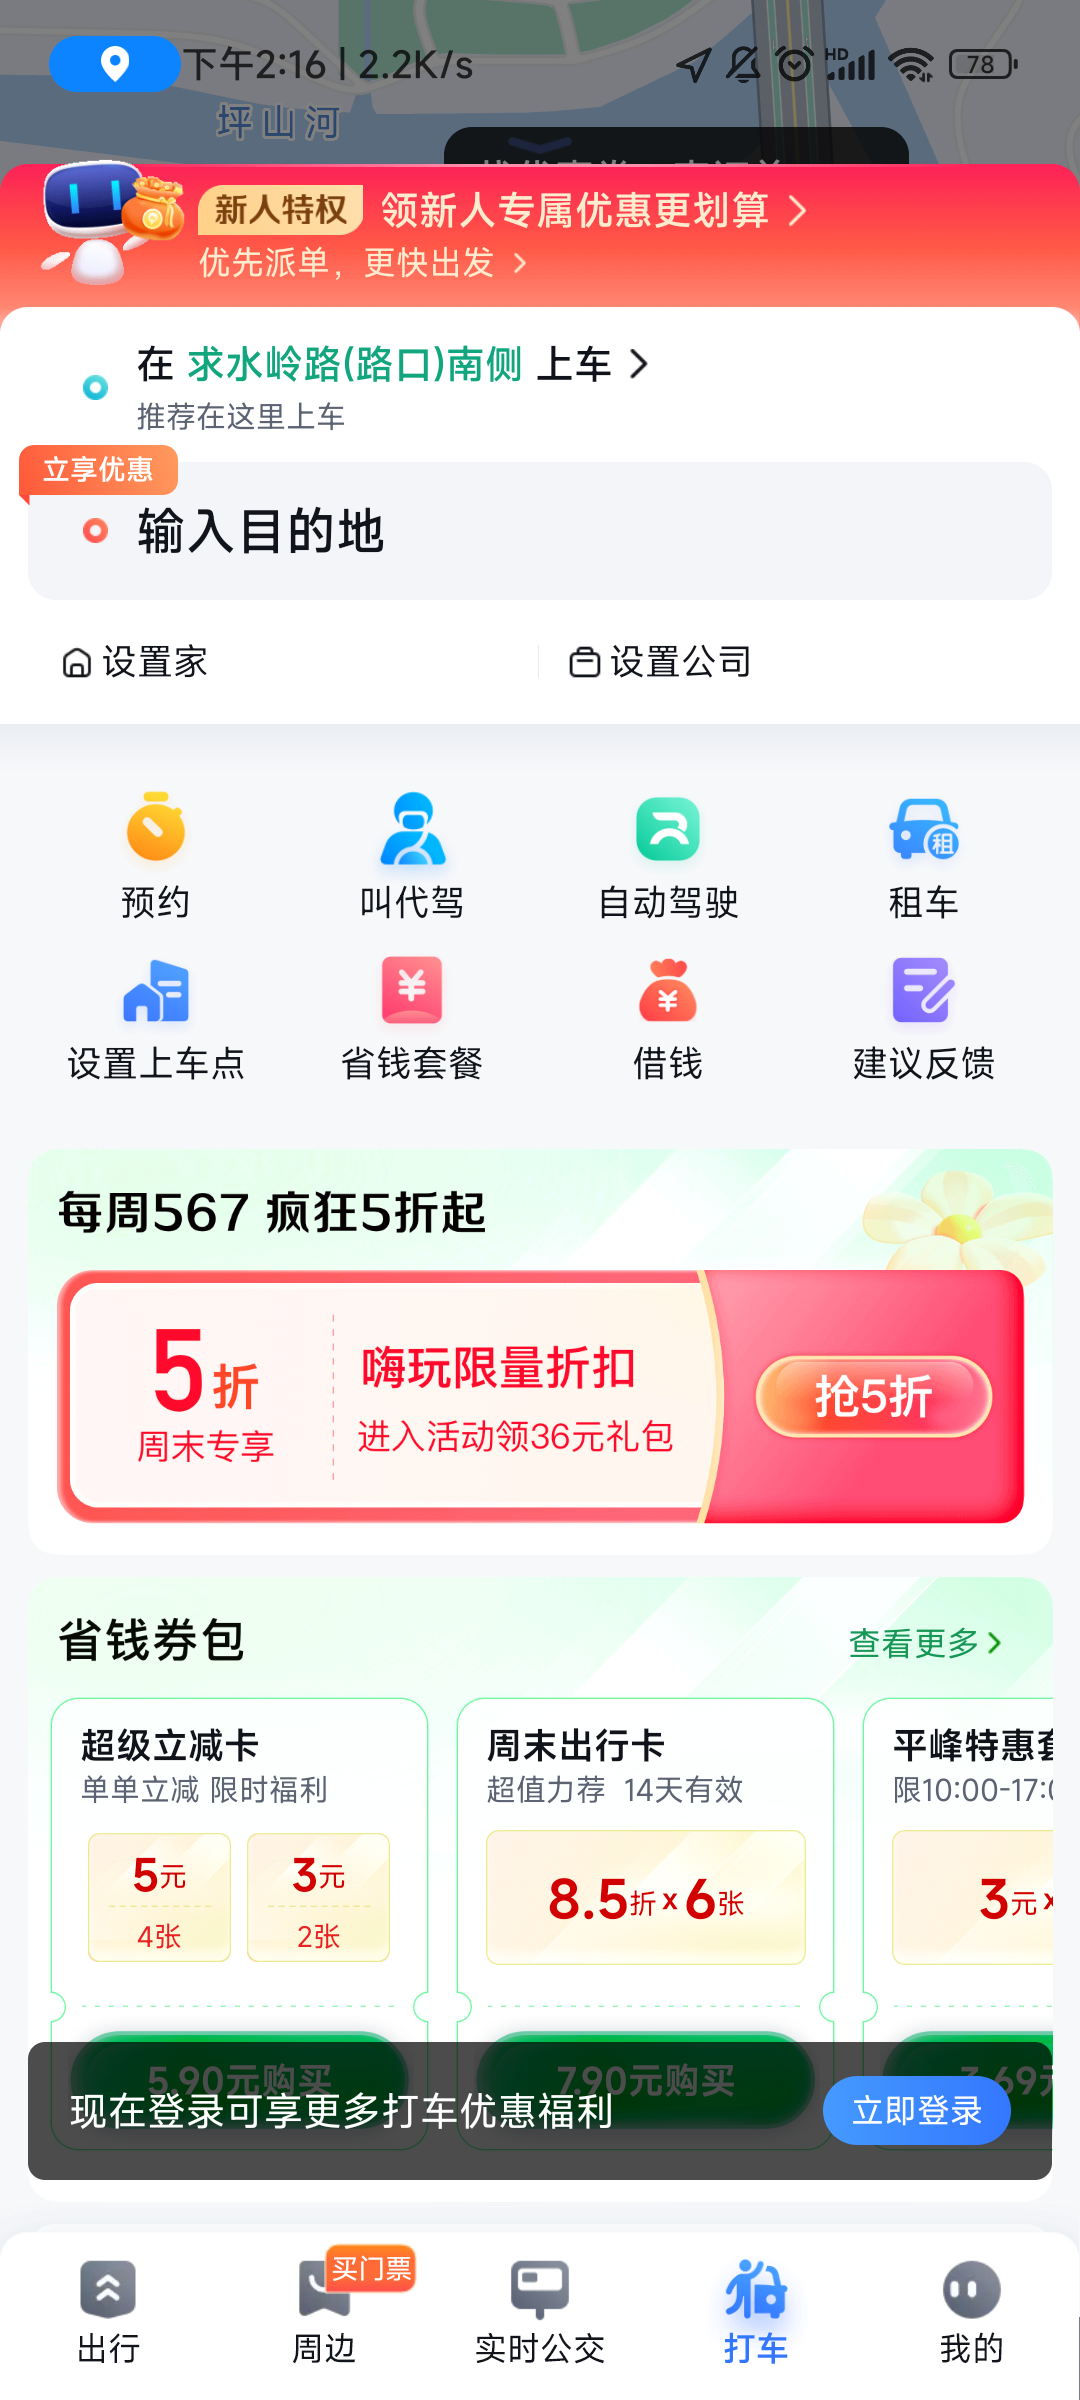 下午2:16 | 2.2K/s
HD
78
坪山河
新人特权 领新人专属优惠更划算
优先派单，更快出发
在 求水岭路(路口)南侧 上车
推荐在这里上车
立享优惠
输入目的地
设置家
设置公司
预约
叫代驾
自动驾驶
租
租车
设置上车点
省钱套餐
借钱
建议反馈
每周567 疯狂5折起
5折
周末专享
嗨玩限量折扣
进入活动领36元礼包
抢5折
省钱券包
查看更多
超级立减卡
单单立减 限时福利
5元
4张
3元
2张
5.90元购买
周末出行卡
超值力荐 14天有效
8.5折×6张
7.90元购买
平峰特惠
限10:00-17:
3元×
3.69
现在登录可享更多打车优惠福利
立即登录
出行
买门票
周边
实时公交
打车
我的